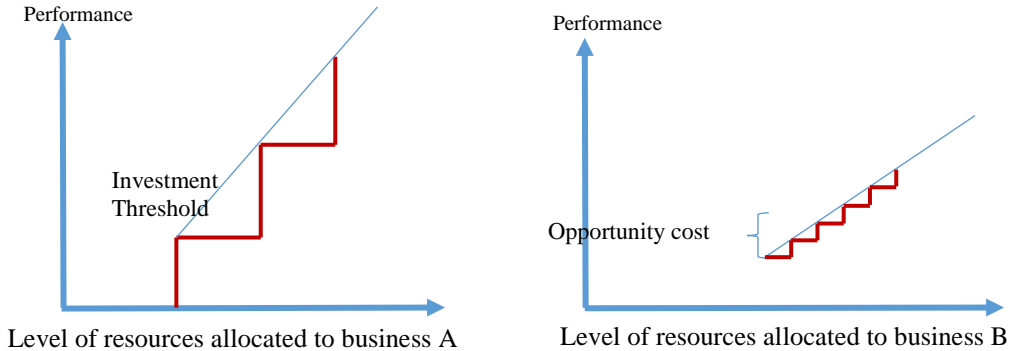 Performance
Investment
Threshold
Level of resources allocated to business A
Performance
Opportunity cost
Level of resources allocated to business B